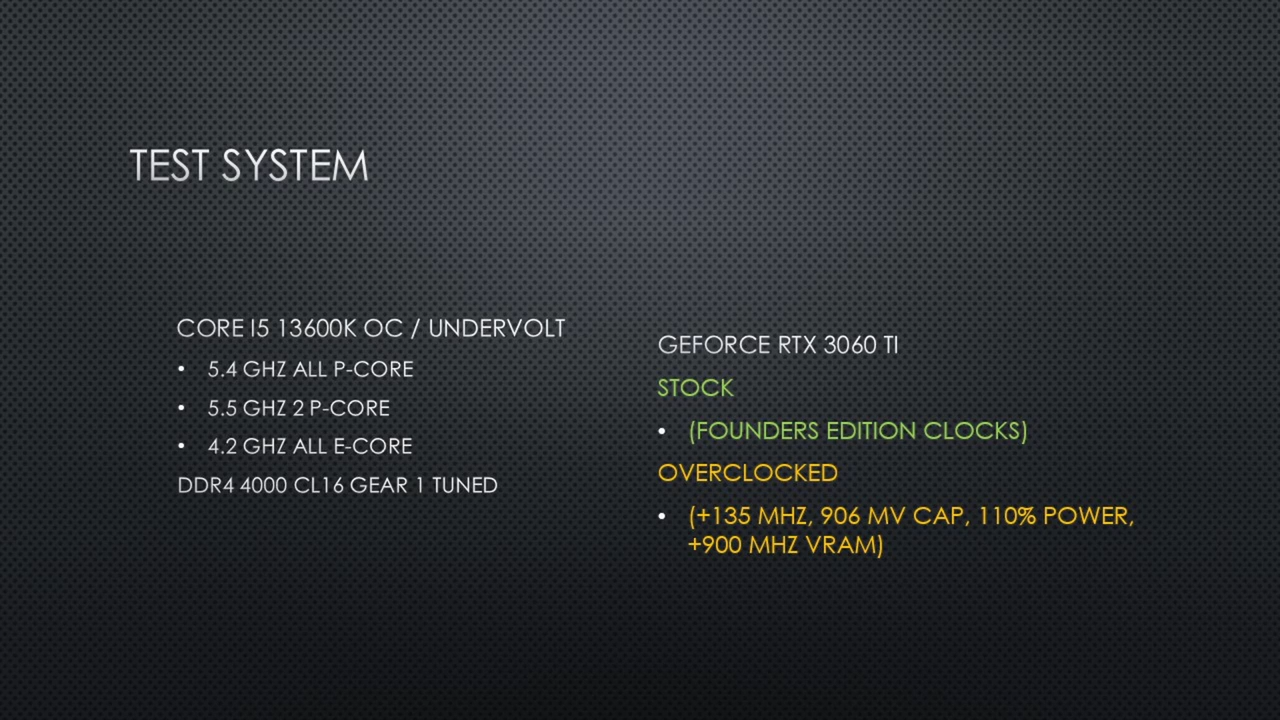 TEST SYSTEM
CORE I5 13600K OC / UNDERVOLT
• 5.4 GHZ ALL P-CORE
• 5.5 GHZ 2 P-CORE
• 4.2 GHZ ALL E-CORE
DDR4 4000 CL16 GEAR 1 TUNED
GEFORCE RTX 3060 TI
STOCK
• (FOUNDERS EDITION CLOCKS)
OVERCLOCKED
• (+135 MHZ, 906 MV CAP, 110% POWER,
+900 MHZ VRAM)